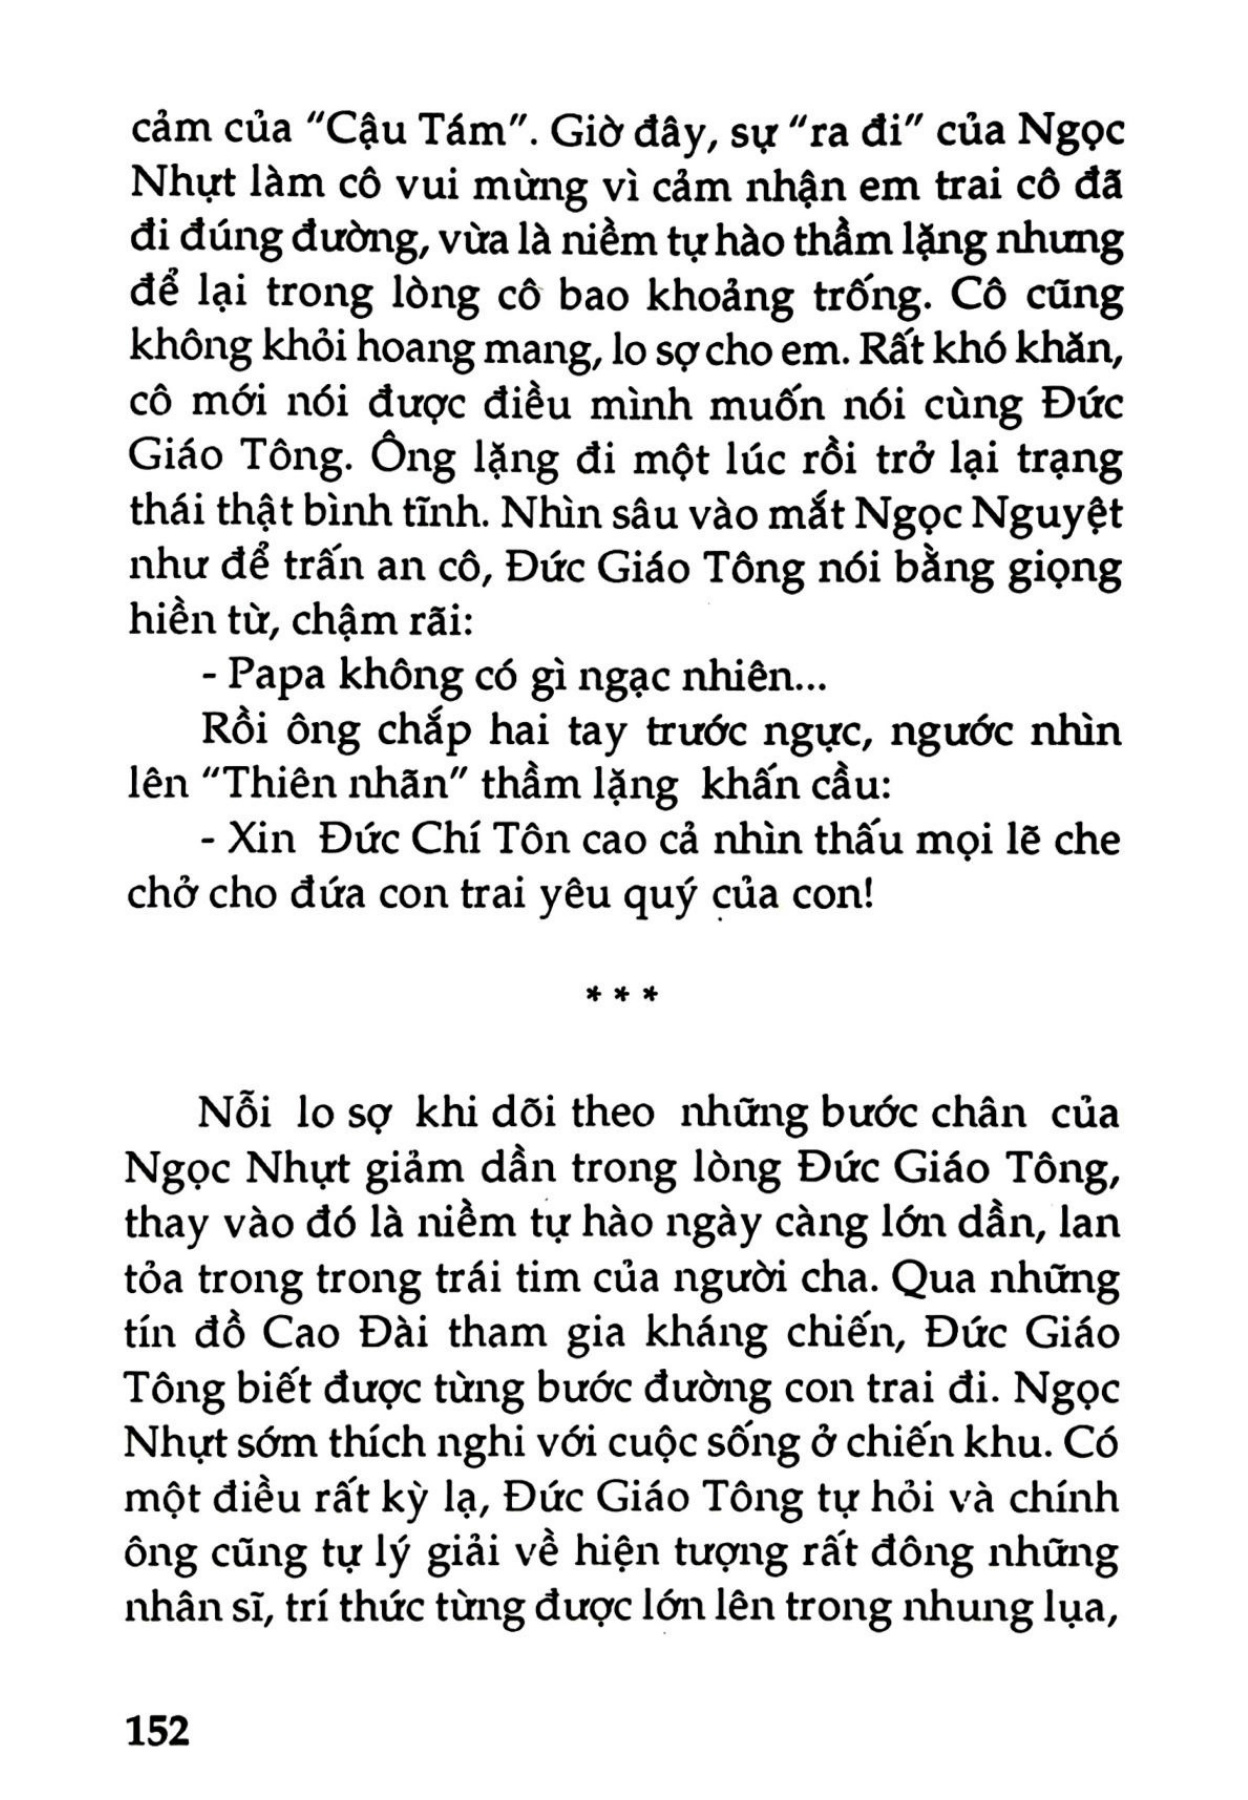 cảm của "Cậu Tám". Giờ đây, sự "ra đi" của Ngọc
Nhựt làm cô vui mừng vì cảm nhận em trai cô đã
đi đúng đường, vừa là niềm tự hào thầm lặng nhưng
để lại trong lòng cô bao khoảng trống. Cô cũng
không khỏi hoang mang, lo sợ cho em. Rất khó khăn,
cô mới nói được điều mình muốn nói cùng Đức
Giáo Tông. Ông lặng đi một lúc rồi trở lại trạng
thái thật bình tĩnh. Nhìn sâu vào mắt Ngọc Nguyệt
như để trấn an cô, Đức Giáo Tông nói bằng giọng
hiền từ, chậm rãi:
- Papa không có gì ngạc nhiên...
Rồi ông chắp hai tay trước ngực, ngước nhìn
lên "Thiên nhãn" thầm lặng khấn cầu:
- Xin Đức Chí Tôn cao cả nhìn thấu mọi lẽ che
chở cho đứa con trai yêu quý của con!
* * *
Nỗi lo sợ khi dõi theo những bước chân của
Ngọc Nhựt giảm dần trong lòng Đức Giáo Tông,
thay vào đó là niềm tự hào ngày càng lớn dần, lan
tỏa trong trong trái tim của người cha. Qua những
tín đồ Cao Đài tham gia kháng chiến, Đức Giáo
Tông biết được từng bước đường con trai đi. Ngọc
Nhựt sớm thích nghi với cuộc sống ở chiến khu. Có
một điều rất kỳ lạ, Đức Giáo Tông tự hỏi và chính
ông cũng tự lý giải về hiện tượng rất đông những
nhân sĩ, trí thức từng được lớn lên trong nhung lụa,
152